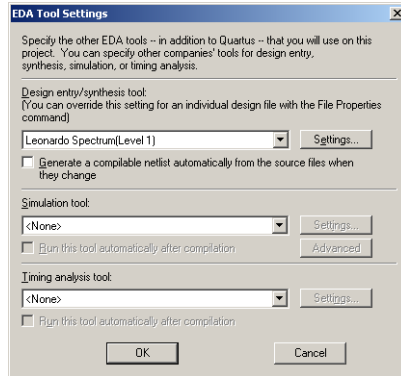 EDA Tool Settings
Specify the other EDA tools -- in addition to Quartus -- that you will use on this
project. You can specify other companies' tools for design entry,
synthesis, simulation, or timing analysis.
Design entry/synthesis tool:
(You can override this setting for an individual design file with the File Properties
command)
Leonardo Spectrum(Level 1)
Settings...
Generate a compilable netlist automatically from the source files when
they change
Simulation tool:
<None>
Settings...
Run this tool automatically after compilation
Advanced
Timing analysis tool:
<None>
Settings...
Run this tool automatically after compilation
OK
Cancel